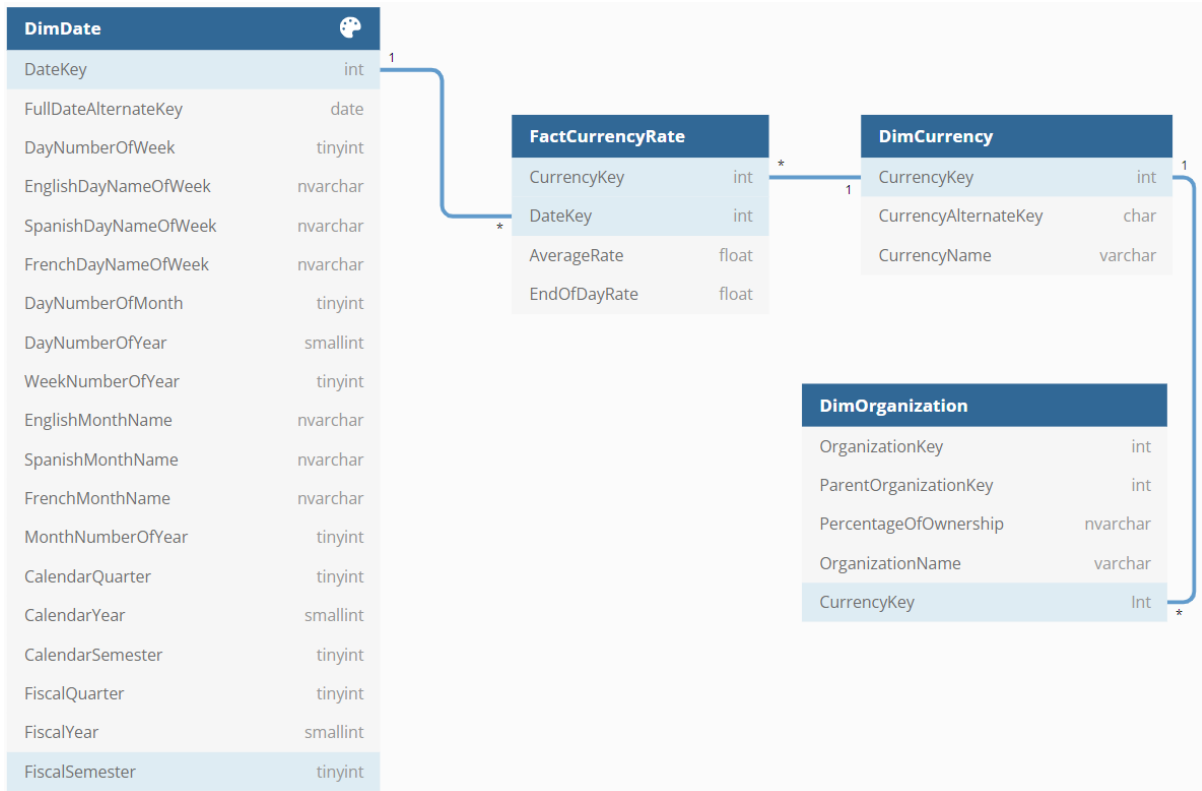 DimDate
DateKey int
FullDateAlternateKey date
DayNumberOfWeek tinyint
EnglishDayNameOfWeek nvarchar
SpanishDayNameOfWeek nvarchar
FrenchDayNameOfWeek nvarchar
DayNumberOfMonth tinyint
DayNumberOfYear smallint
WeekNumberOfYear tinyint
EnglishMonthName nvarchar
SpanishMonthName nvarchar
FrenchMonthName nvarchar
MonthNumberOfYear tinyint
CalendarQuarter tinyint
CalendarYear smallint
CalendarSemester tinyint
FiscalQuarter tinyint
FiscalYear smallint
FiscalSemester tinyint
1
*
FactCurrencyRate
CurrencyKey int
DateKey int
AverageRate float
EndOfDayRate float
*
1
DimCurrency
CurrencyKey int
CurrencyAlternateKey char
CurrencyName varchar
1
DimOrganization
OrganizationKey int
ParentOrganizationKey int
PercentageOfOwnership nvarchar
OrganizationName varchar
CurrencyKey Int
*